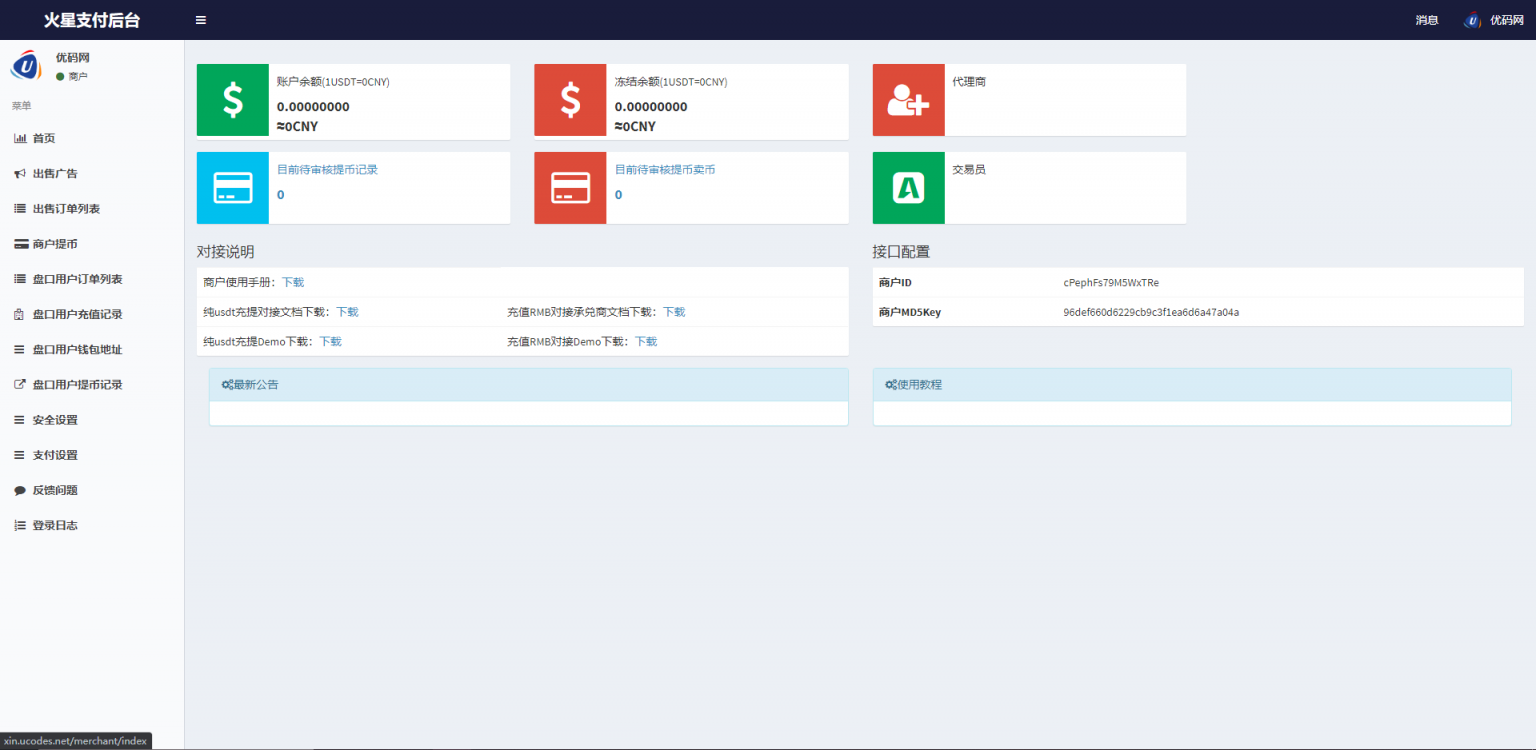 火星支付后台
消息
优码网
优码网
商户
菜单
首页
出售广告
出售订单列表
商户提币
盘口用户订单列表
盘口用户充值记录
盘口用户钱包地址
盘口用户提币记录
安全设置
支付设置
反馈问题
登录日志
账户余额(1USDT=0CNY)
0.00000000
≈0CNY
冻结余额(1USDT=0CNY)
0.00000000
≈0CNY
代理商
目前待审核提币记录
0
目前待审核提币卖币
0
交易员
对接说明
商户使用手册：下载
纯usdt充提对接文档下载：下载 充值RMB对接承兑商文档下载：下载
纯usdt充提Demo下载：下载 充值RMB对接Demo下载：下载
接口配置
商户ID cPephFs79M5WxTRe
商户MD5Key 96def660d6229cb9c3f1ea6d6a47a04a
最新公告
使用教程
xin.ucodes.net/merchant/index